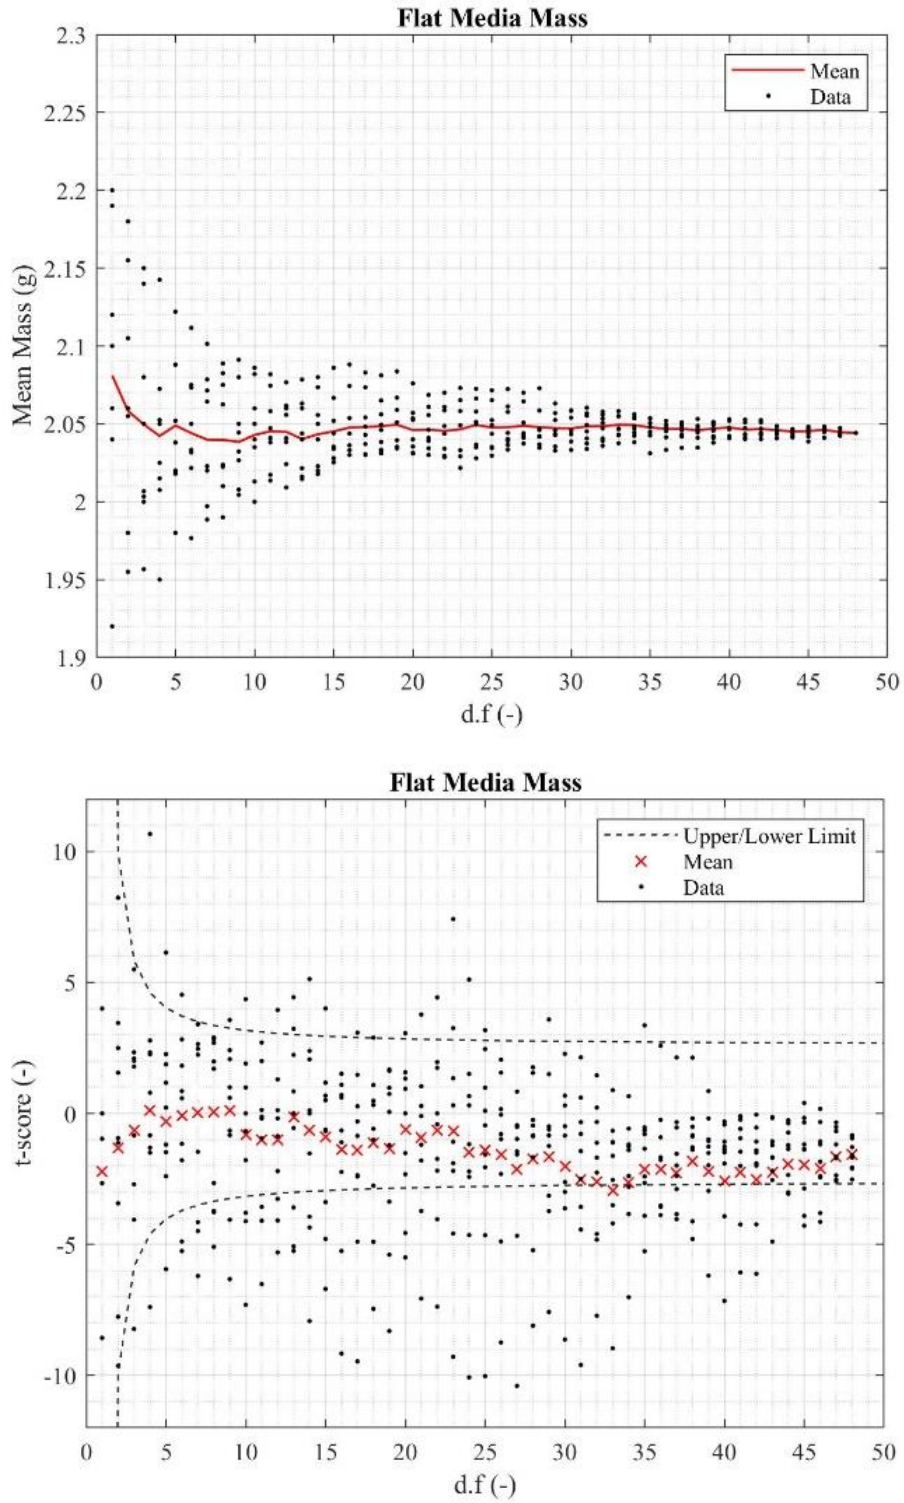 Flat Media Mass
2.3
2.25
2.2
2.15
2.1
2.05
2
1.95
1.9
Mean Mass (g)
Mean
Data
0 5 10 15 20 25 30 35 40 45 50
d.f (-)
Flat Media Mass
10
5
0
-5
-10
t-score (-)
Upper/Lower Limit
Mean
Data
0 5 10 15 20 25 30 35 40 45 50
d.f (-)